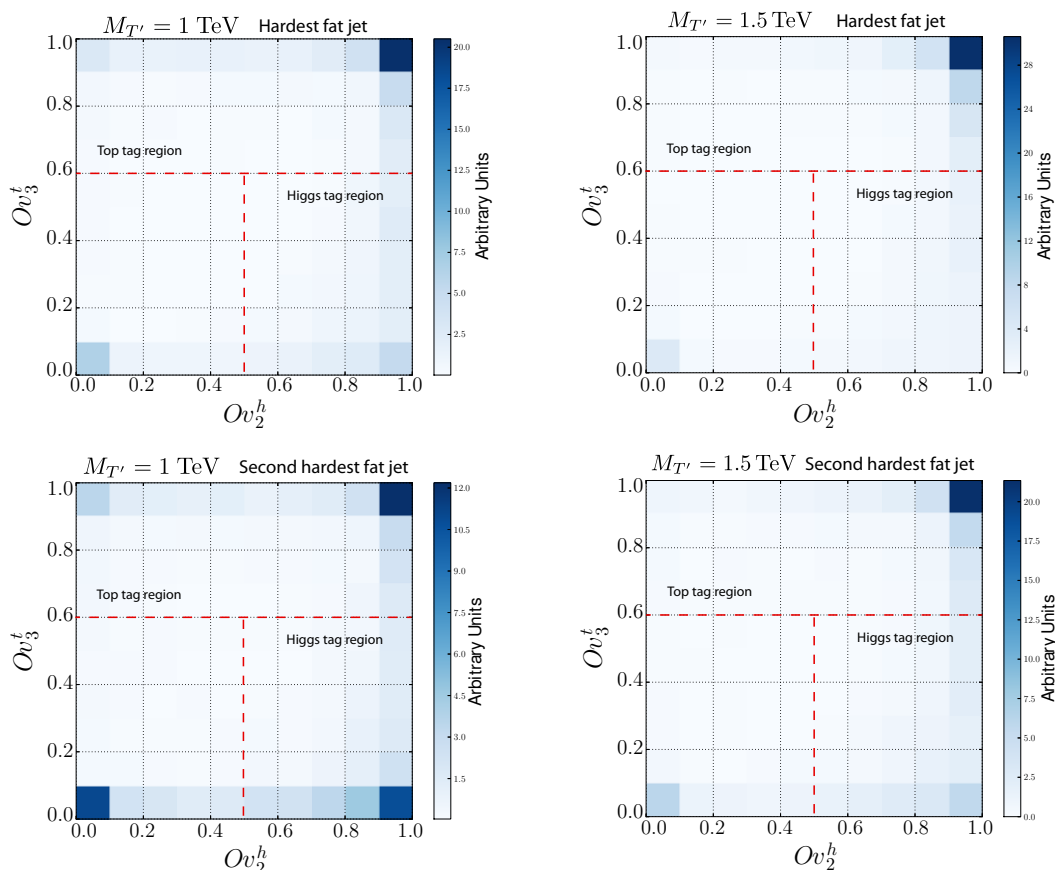 M_{T'} = 1 TeV Hardest fat jet
1.0
0.8
0.6
0.4
0.2
0.0
Ov_3^t
Top tag region
Higgs tag region
0.0 0.2 0.4 0.6 0.8 1.0
Ov_2^h
20.0
17.5
15.0
12.5
10.0
7.5
5.0
2.5
Arbitrary Units
M_{T'} = 1.5 TeV Hardest fat jet
1.0
0.8
0.6
0.4
0.2
0.0
Ov_3^t
Top tag region
Higgs tag region
0.0 0.2 0.4 0.6 0.8 1.0
Ov_2^h
28
24
20
16
12
8
4
0
Arbitrary Units
M_{T'} = 1 TeV Second hardest fat jet
1.0
0.8
0.6
0.4
0.2
0.0
Ov_3^t
Top tag region
Higgs tag region
0.0 0.2 0.4 0.6 0.8 1.0
Ov_2^h
12.0
10.5
9.0
7.5
6.0
4.5
3.0
1.5
Arbitrary Units
M_{T'} = 1.5 TeV Second hardest fat jet
1.0
0.8
0.6
0.4
0.2
0.0
Ov_3^t
Top tag region
Higgs tag region
0.0 0.2 0.4 0.6 0.8 1.0
Ov_2^h
20.0
17.5
15.0
12.5
10.0
7.5
5.0
2.5
0.0
Arbitrary Units